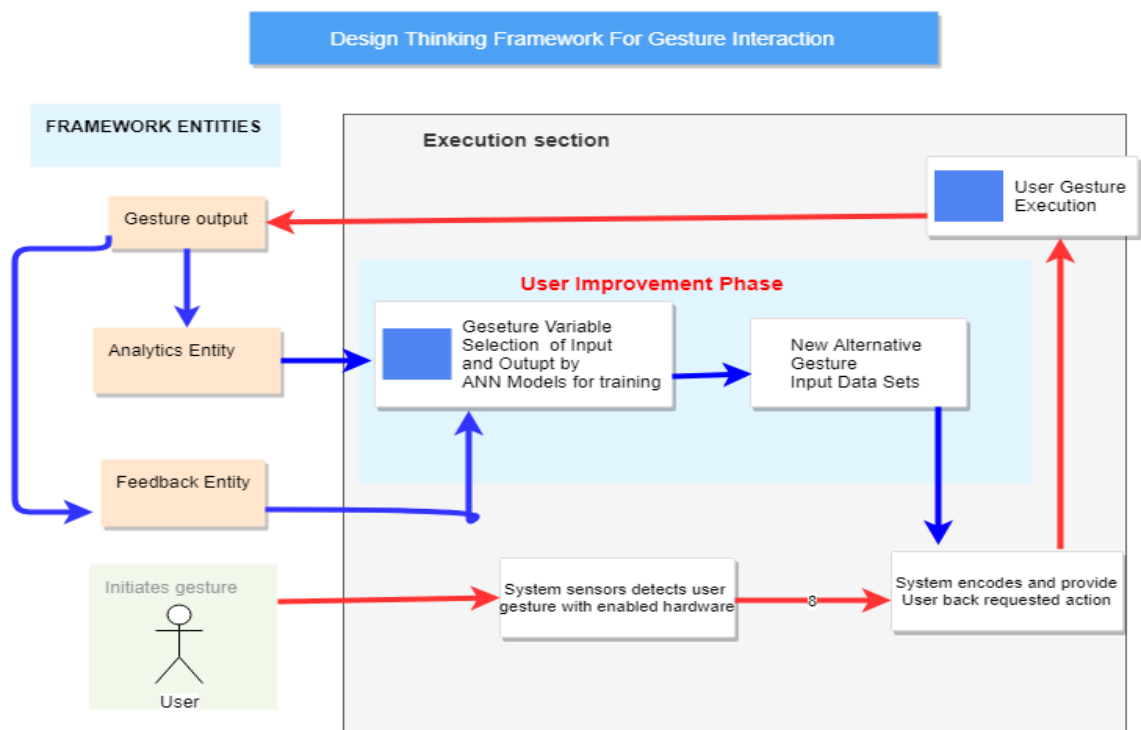 Design Thinking Framework For Gesture Interaction
FRAMEWORK ENTITIES
Execution section
User Gesture
Execution
Gesture output
User Improvement Phase
Geseture Variable
Selection of Input
and Outupt by
ANN Models for training
New Alternative
Gesture
Input Data Sets
Analytics Entity
Feedback Entity
Initiates gesture
User
System sensors detects user
gesture with enabled hardware
8
System encodes and provide
User back requested action